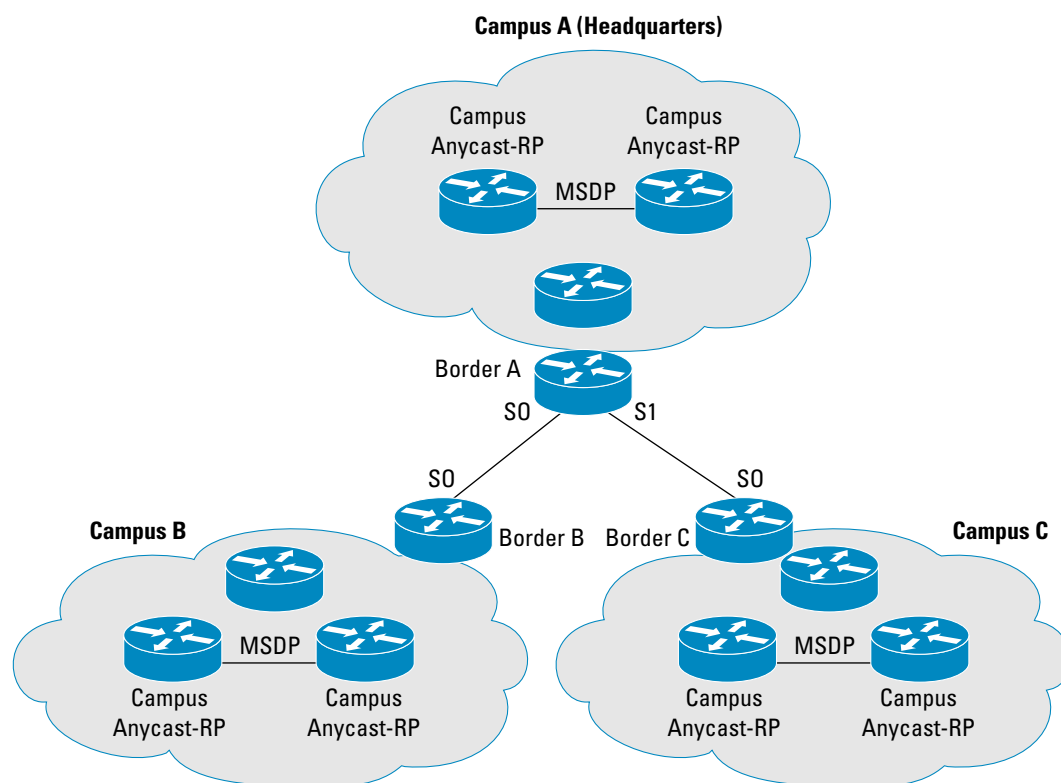 Campus A (Headquarters)
Campus
Anycast-RP
Campus
Anycast-RP
MSDP
Border A
S0
S1
S0
S0
Campus B
Border B
Border C
Campus C
MSDP
MSDP
Campus
Anycast-RP
Campus
Anycast-RP
Campus
Anycast-RP
Campus
Anycast-RP